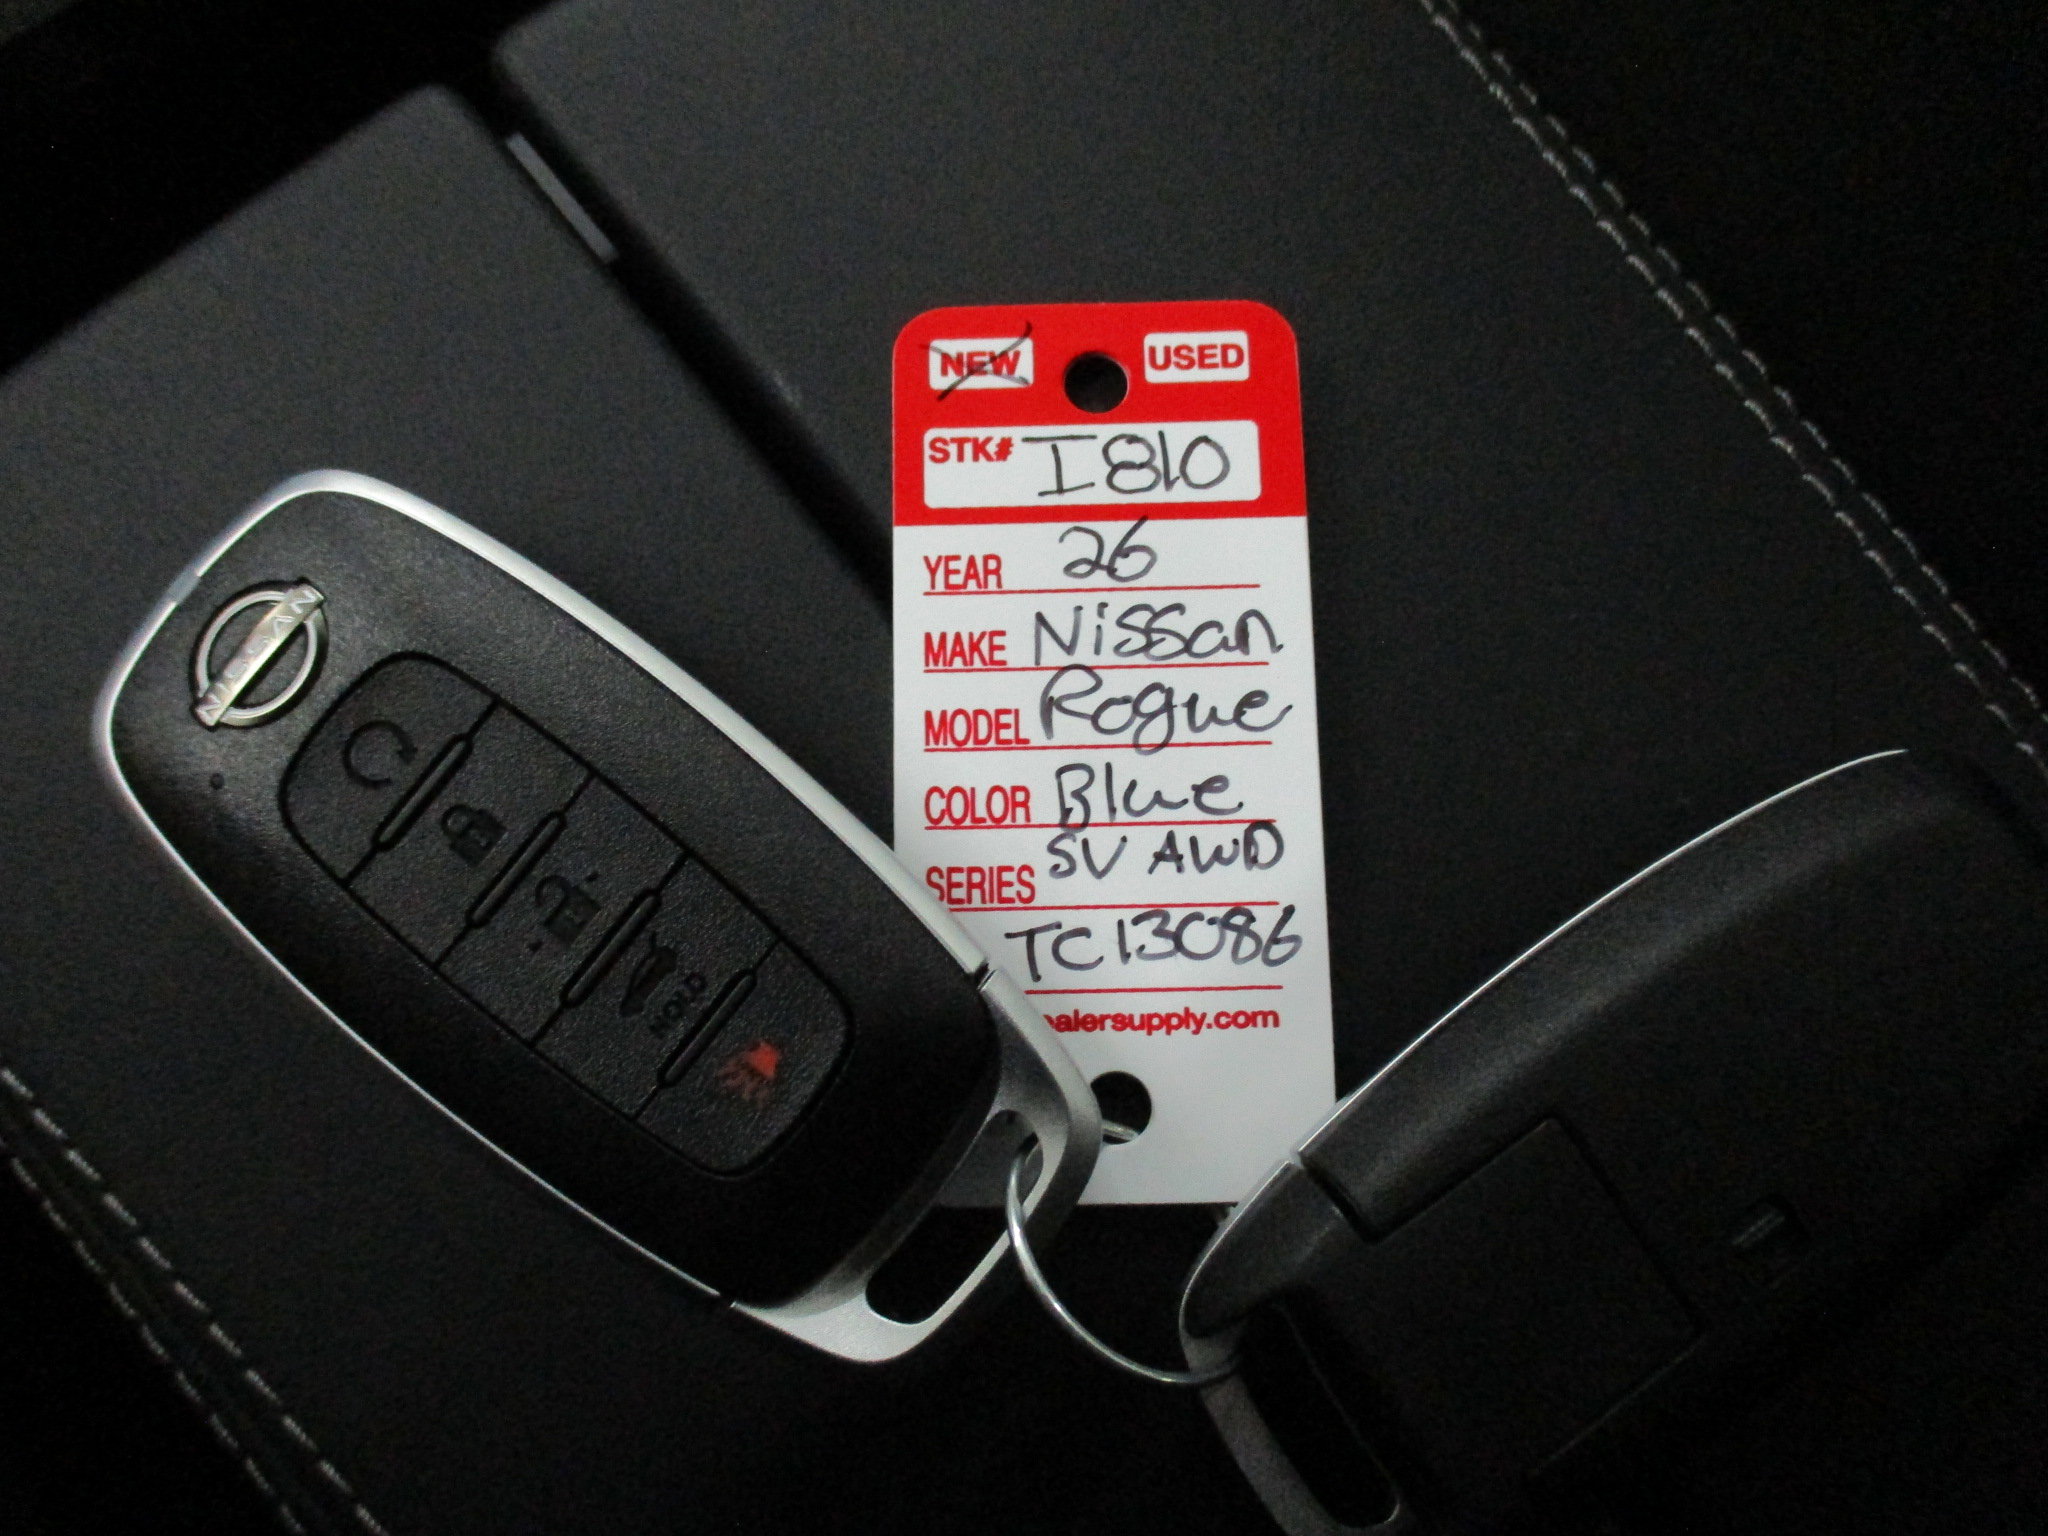 NEW USED
STK# I810
YEAR 26
MAKE Nissan
MODEL Rogue
COLOR Blue
SERIES SV AWD
TC13086
ealersupply.com
NISSAN
HOLD